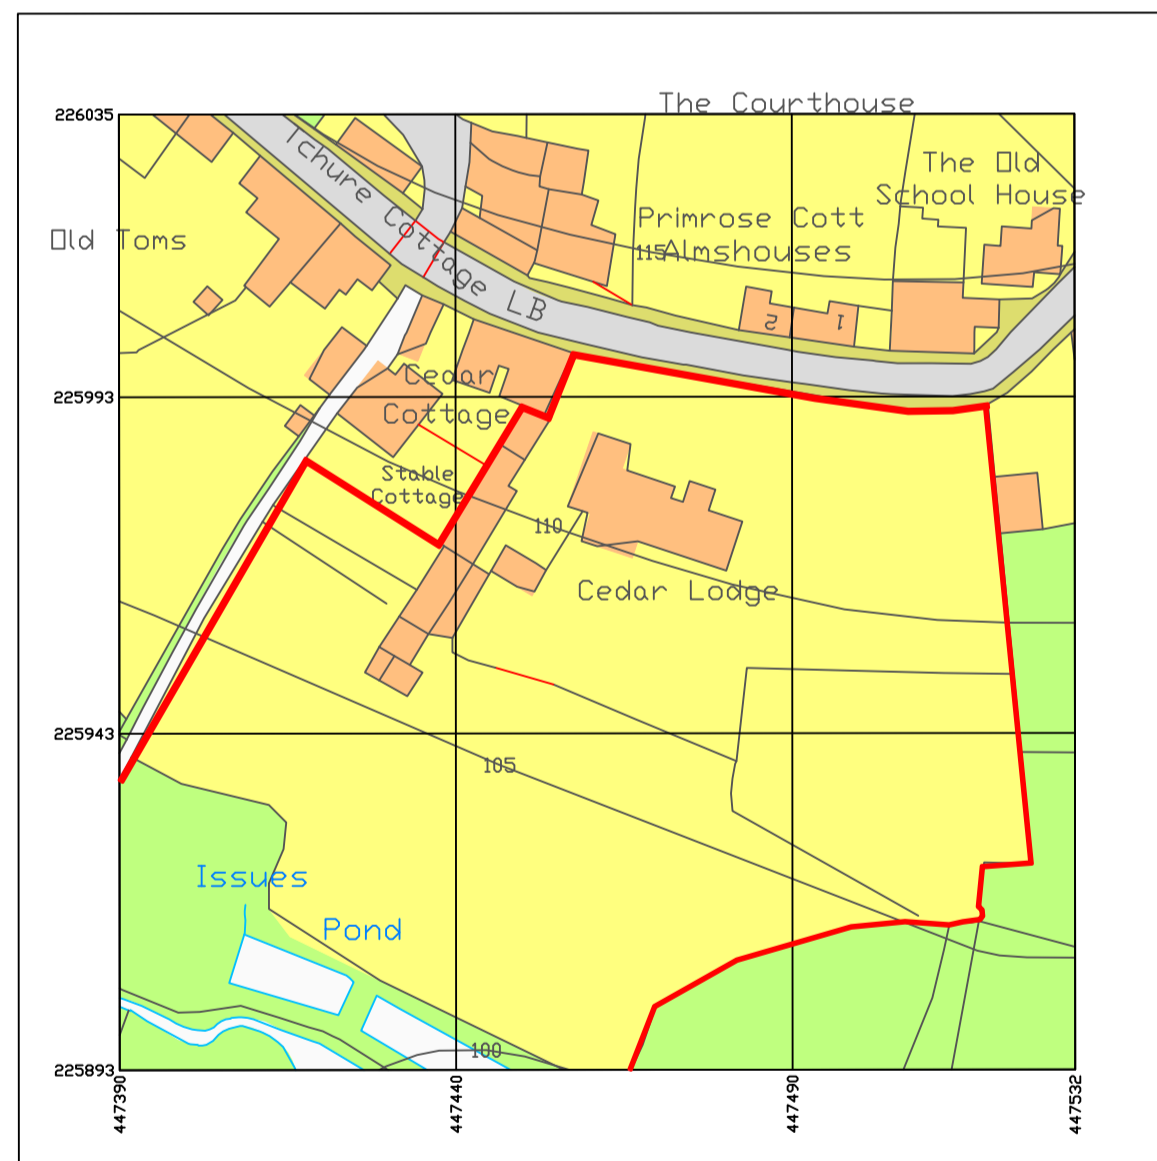 The Courthouse
226035
Tchure Cottage LB
The Old
School House
Primrose Cott
Old Toms
115
Almshouses
2
1
Cedar
225993
Cottage
Stable
Cottage
110
Cedar Lodge
225943
105
Issues
Pond
100
225893
447390
447440
447490
447532